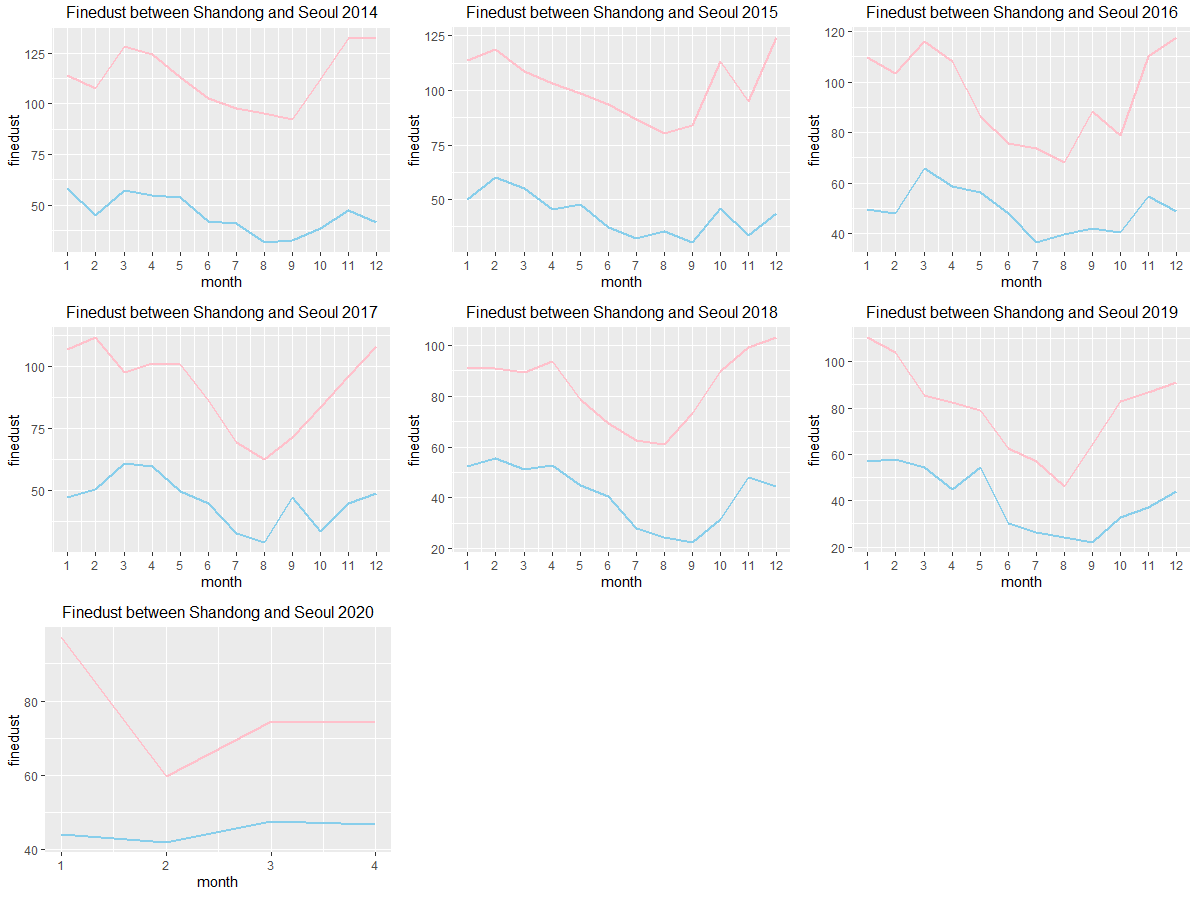 Finedust between Shandong and Seoul 2014
finedust
125
100
75
50
1 2 3 4 5 6 7 8 9 10 11 12
month
Finedust between Shandong and Seoul 2015
finedust
125
100
75
50
1 2 3 4 5 6 7 8 9 10 11 12
month
Finedust between Shandong and Seoul 2016
finedust
120
100
80
60
40
1 2 3 4 5 6 7 8 9 10 11 12
month
Finedust between Shandong and Seoul 2017
finedust
100
75
50
1 2 3 4 5 6 7 8 9 10 11 12
month
Finedust between Shandong and Seoul 2018
finedust
100
80
60
40
20
1 2 3 4 5 6 7 8 9 10 11 12
month
Finedust between Shandong and Seoul 2019
finedust
100
80
60
40
20
1 2 3 4 5 6 7 8 9 10 11 12
month
Finedust between Shandong and Seoul 2020
finedust
80
60
40
1 2 3 4
month